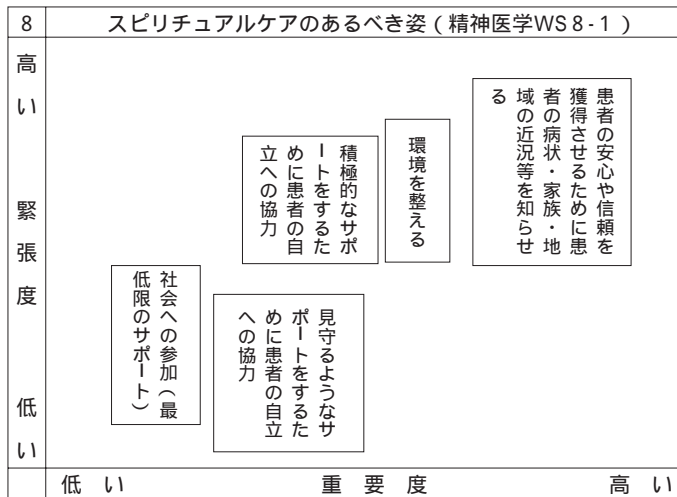 8
スピリチュアルケアのあるべき姿(精神医学WS8-1)
高い 緊張度 低い
患者の安心や信頼を
獲得させるために患
者の病状・家族・地
域の近況等を知らせ
る
環境を整える
積極的なサポ
ートをするた
めに患者の自
立への協力
見守るようなサ
ポートをするた
めに患者の自立
への協力
社会への参加(最
低限のサポート)
低い 重要度 高い